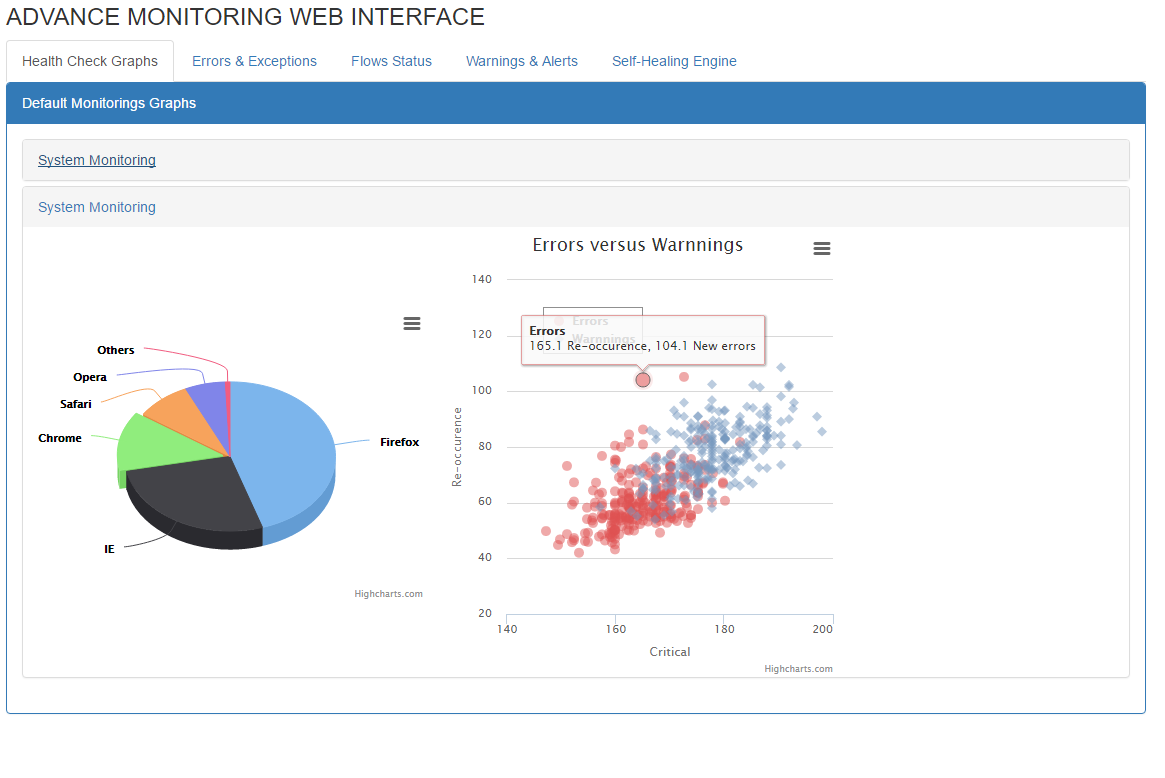 ADVANCE MONITORING WEB INTERFACE
Health Check Graphs
Errors & Exceptions
Flows Status
Warnings & Alerts
Self-Healing Engine
Default Monitorings Graphs
System Monitoring
System Monitoring
Others
Opera
Safari
Chrome
Firefox
IE
Highcharts.com
Errors versus Warnnings
Re-occurence
140
120
100
80
60
40
20
Errors
Warnnings
Errors
165.1 Re-occurence, 104.1 New errors
140
160
180
200
Critical
Highcharts.com